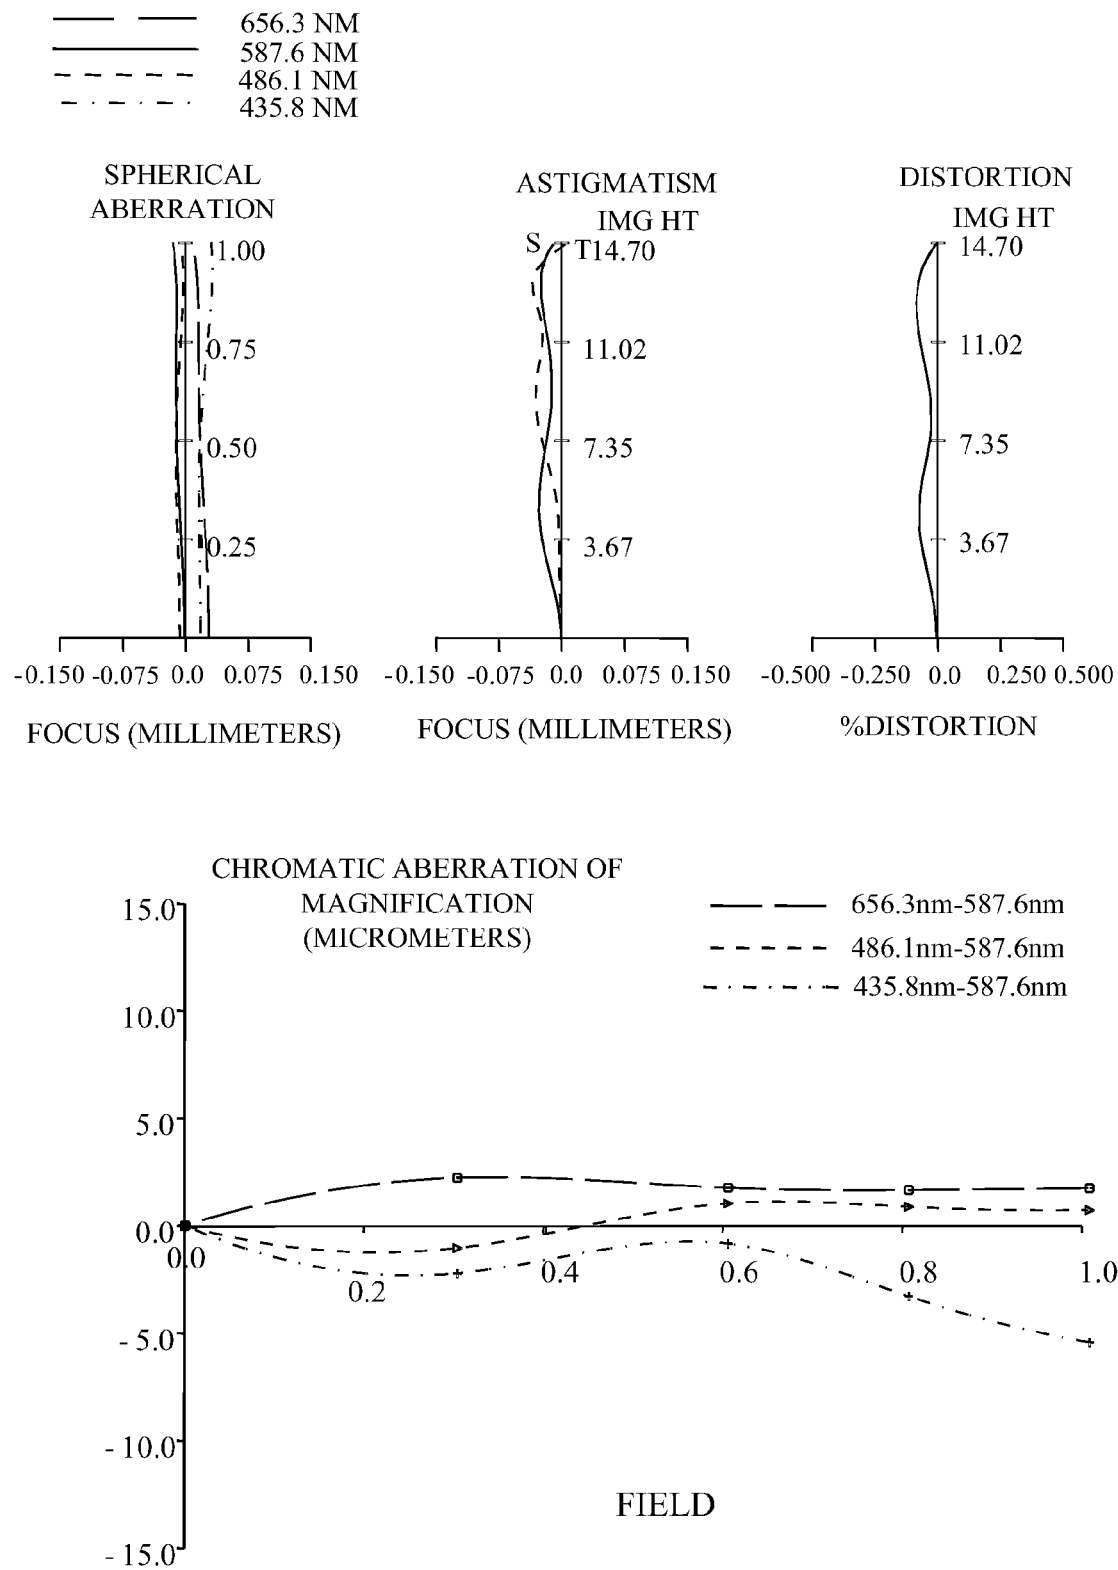 656.3 NM
587.6 NM
486.1 NM
435.8 NM
SPHERICAL
ABERRATION
1.00
0.75
0.50
0.25
-0.150 -0.075 0.0 0.075 0.150
FOCUS (MILLIMETERS)
ASTIGMATISM
IMG HT
S T14.70
11.02
7.35
3.67
-0.150 -0.075 0.0 0.075 0.150
FOCUS (MILLIMETERS)
DISTORTION
IMG HT
14.70
11.02
7.35
3.67
-0.500 -0.250 0.0 0.250 0.500
%DISTORTION
CHROMATIC ABERRATION OF
MAGNIFICATION
(MICROMETERS)
656.3nm-587.6nm
486.1nm-587.6nm
435.8nm-587.6nm
15.0
10.0
5.0
0.0
- 5.0
- 10.0
- 15.0
0.0 0.2 0.4 0.6 0.8 1.0
FIELD